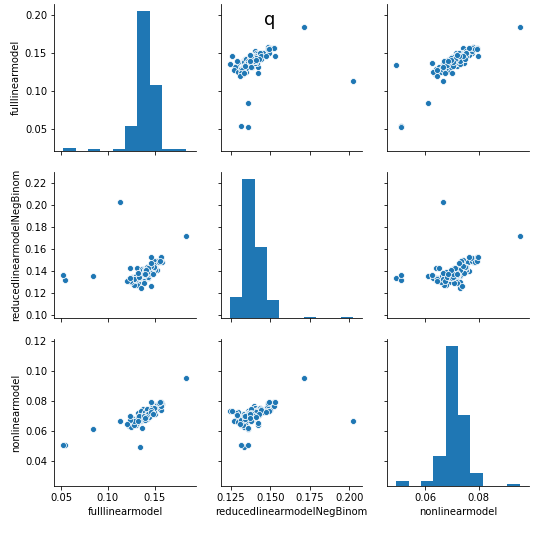 q
fulllinearmodel
0.20
0.15
0.10
0.05
reducedlinearmodelNegBinom
0.22
0.20
0.18
0.16
0.14
0.12
0.10
nonlinearmodel
0.12
0.10
0.08
0.06
0.04
0.05 0.10 0.15
0.125 0.150 0.175 0.200
0.06 0.08
fulllinearmodel
reducedlinearmodelNegBinom
nonlinearmodel